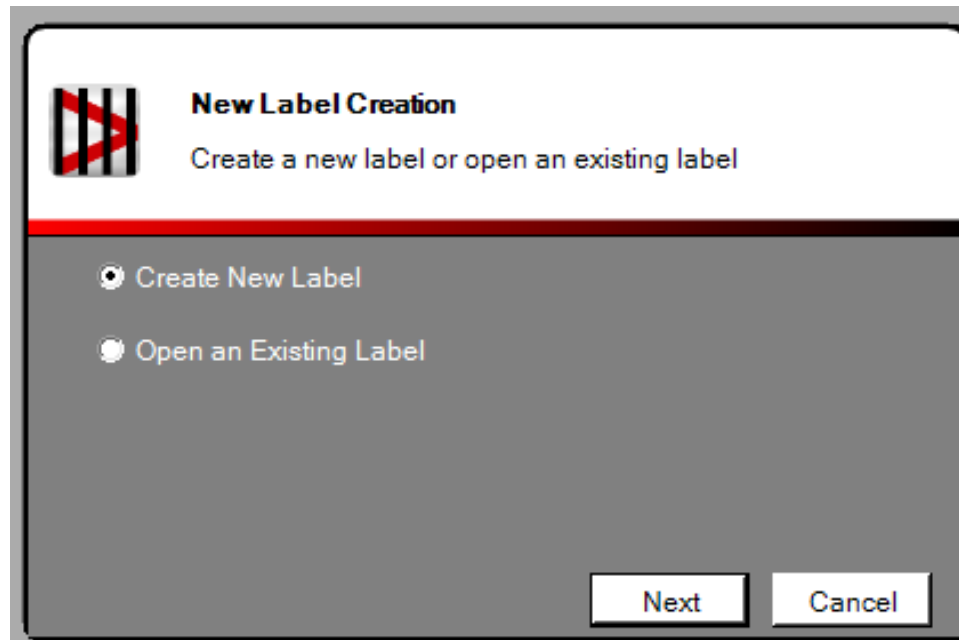 New Label Creation
Create a new label or open an existing label
Create New Label
Open an Existing Label
Next
Cancel